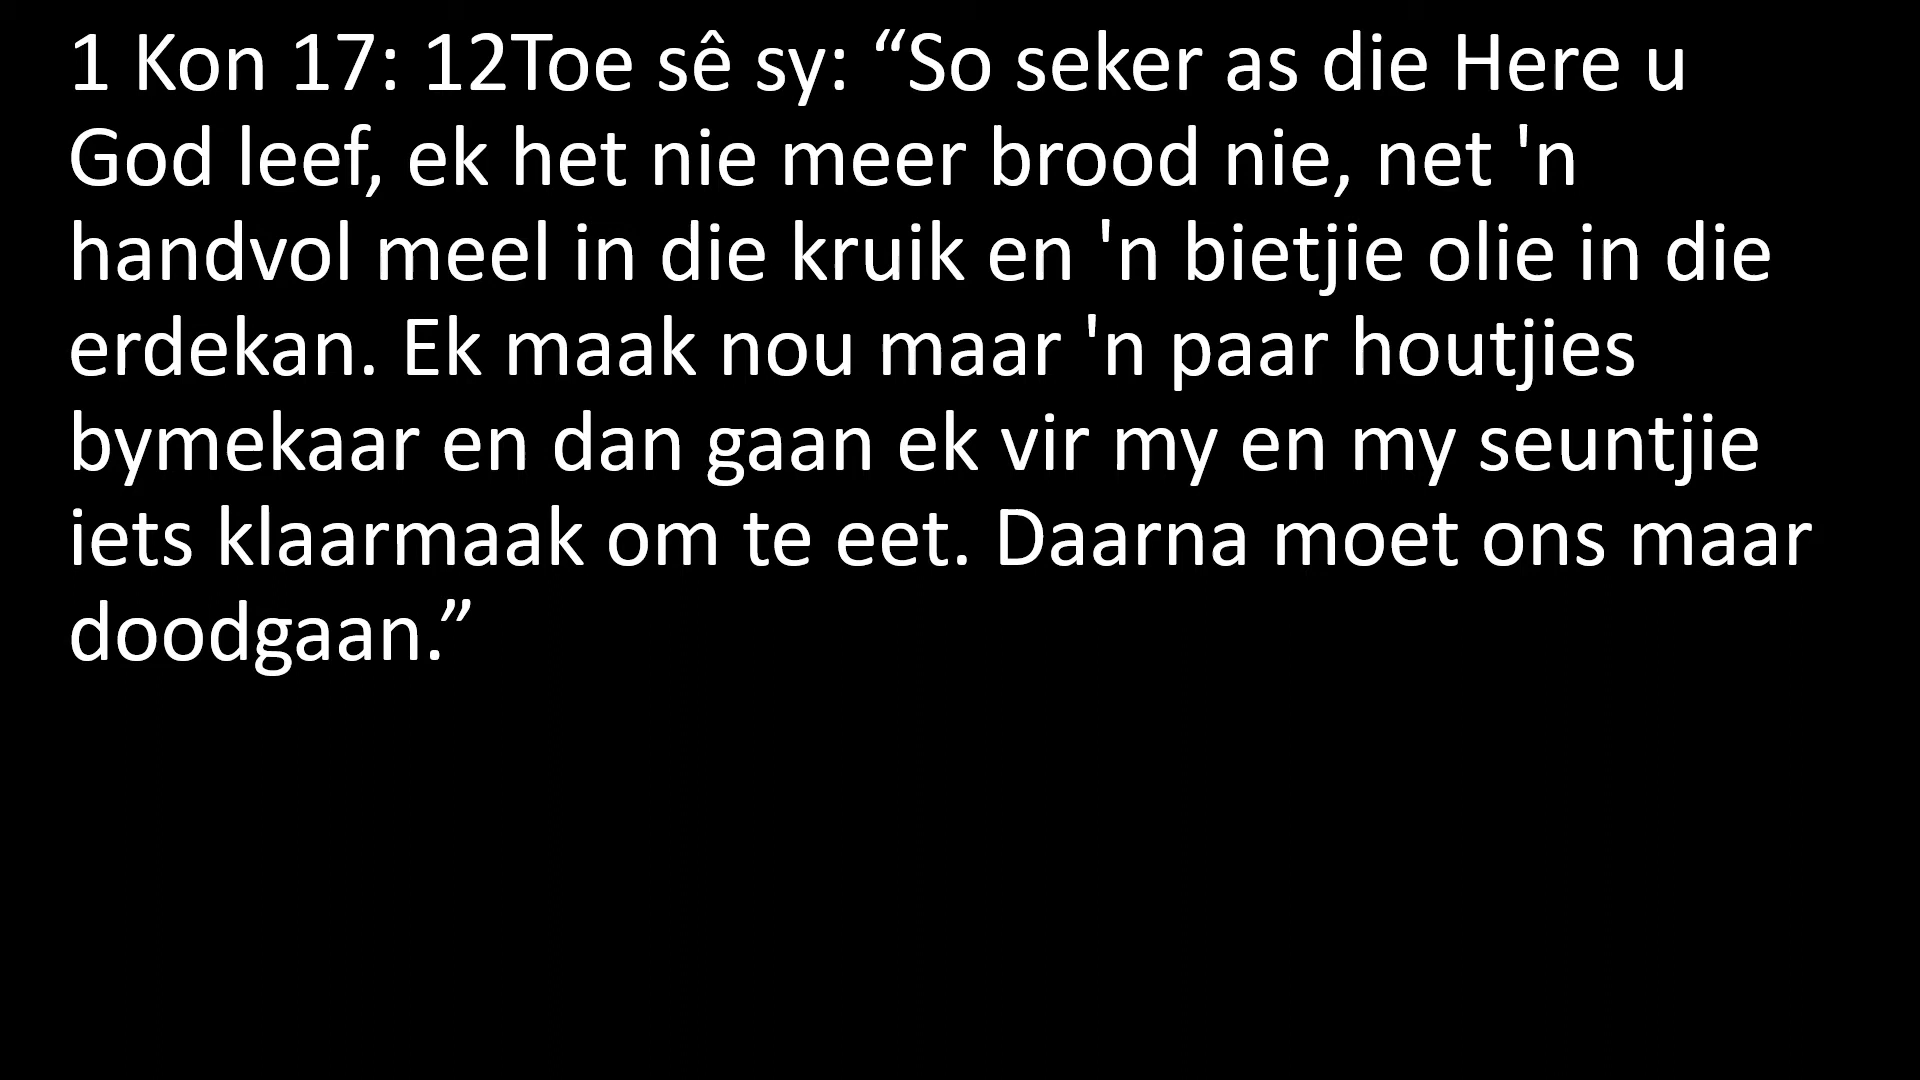 1 Kon 17: 12Toe sê sy: “So seker as die Here u
God leef, ek het nie meer brood nie, net 'n
handvol meel in die kruik en 'n bietjie olie in die
erdekan. Ek maak nou maar 'n paar houtjies
bymekaar en dan gaan ek vir my en my seuntjie
iets klaarmaak om te eet. Daarna moet ons maar
doodgaan.”